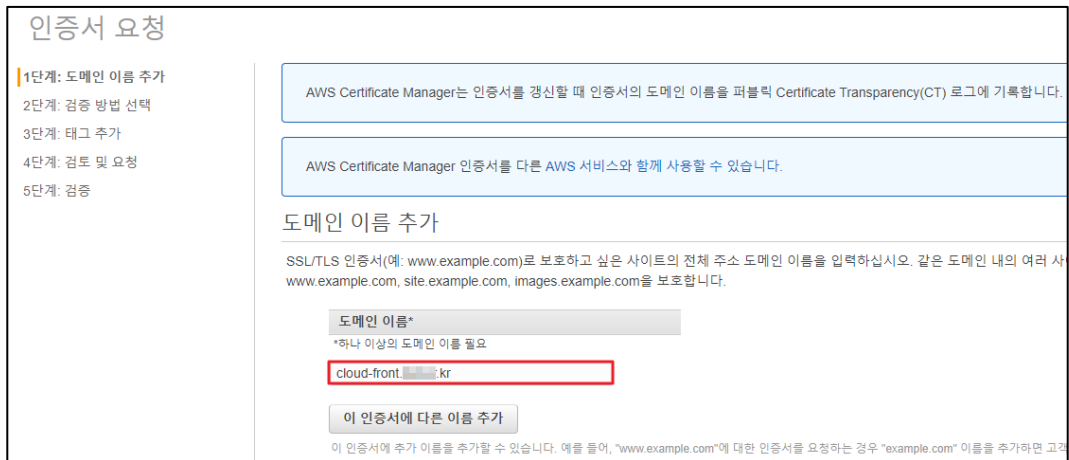 인증서 요청
1단계: 도메인 이름 추가
2단계: 검증 방법 선택
3단계: 태그 추가
4단계: 검토 및 요청
5단계: 검증
AWS Certificate Manager는 인증서를 갱신할 때 인증서의 도메인 이름을 퍼블릭 Certificate Transparency(CT) 로그에 기록합니다.
AWS Certificate Manager 인증서를 다른 AWS 서비스와 함께 사용할 수 있습니다.
도메인 이름 추가
SSL/TLS 인증서(예: www.example.com)로 보호하고 싶은 사이트의 전체 주소 도메인 이름을 입력하십시오. 같은 도메인 내의 여러
www.example.com, site.example.com, images.example.com을 보호합니다.
도메인 이름*
*하나 이상의 도메인 이름 필요
cloud-front. .kr
이 인증서에 다른 이름 추가
이 인증서에 추가 이름을 추가할 수 있습니다. 예를 들어, "www.example.com"에 대한 인증서를 요청하는 경우 "example.com" 이름을 추가하면 고객